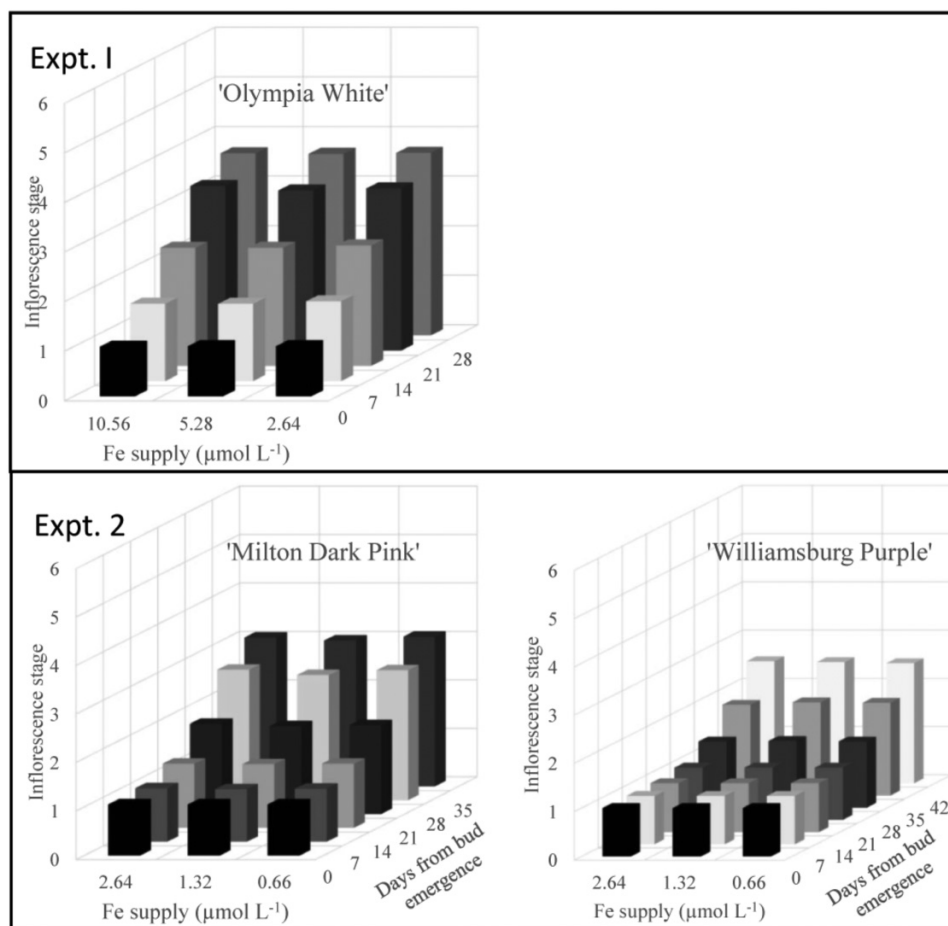 Expt. I
'Olympia White'
6
5
4
3
2
1
0
Inflorescence stage
10.56 5.28 2.64
0 7 14 21 28
Fe supply (µmol L⁻¹)
Expt. 2
'Milton Dark Pink'
6
5
4
3
2
1
0
Inflorescence stage
2.64 1.32 0.66
0 7 14 21 28 35
Days from bud
emergence
Fe supply (µmol L⁻¹)
'Williamsburg Purple'
6
5
4
3
2
1
0
Inflorescence stage
2.64 1.32 0.66
0 7 14 21 28 35 42
Days from bud
emergence
Fe supply (µmol L⁻¹)